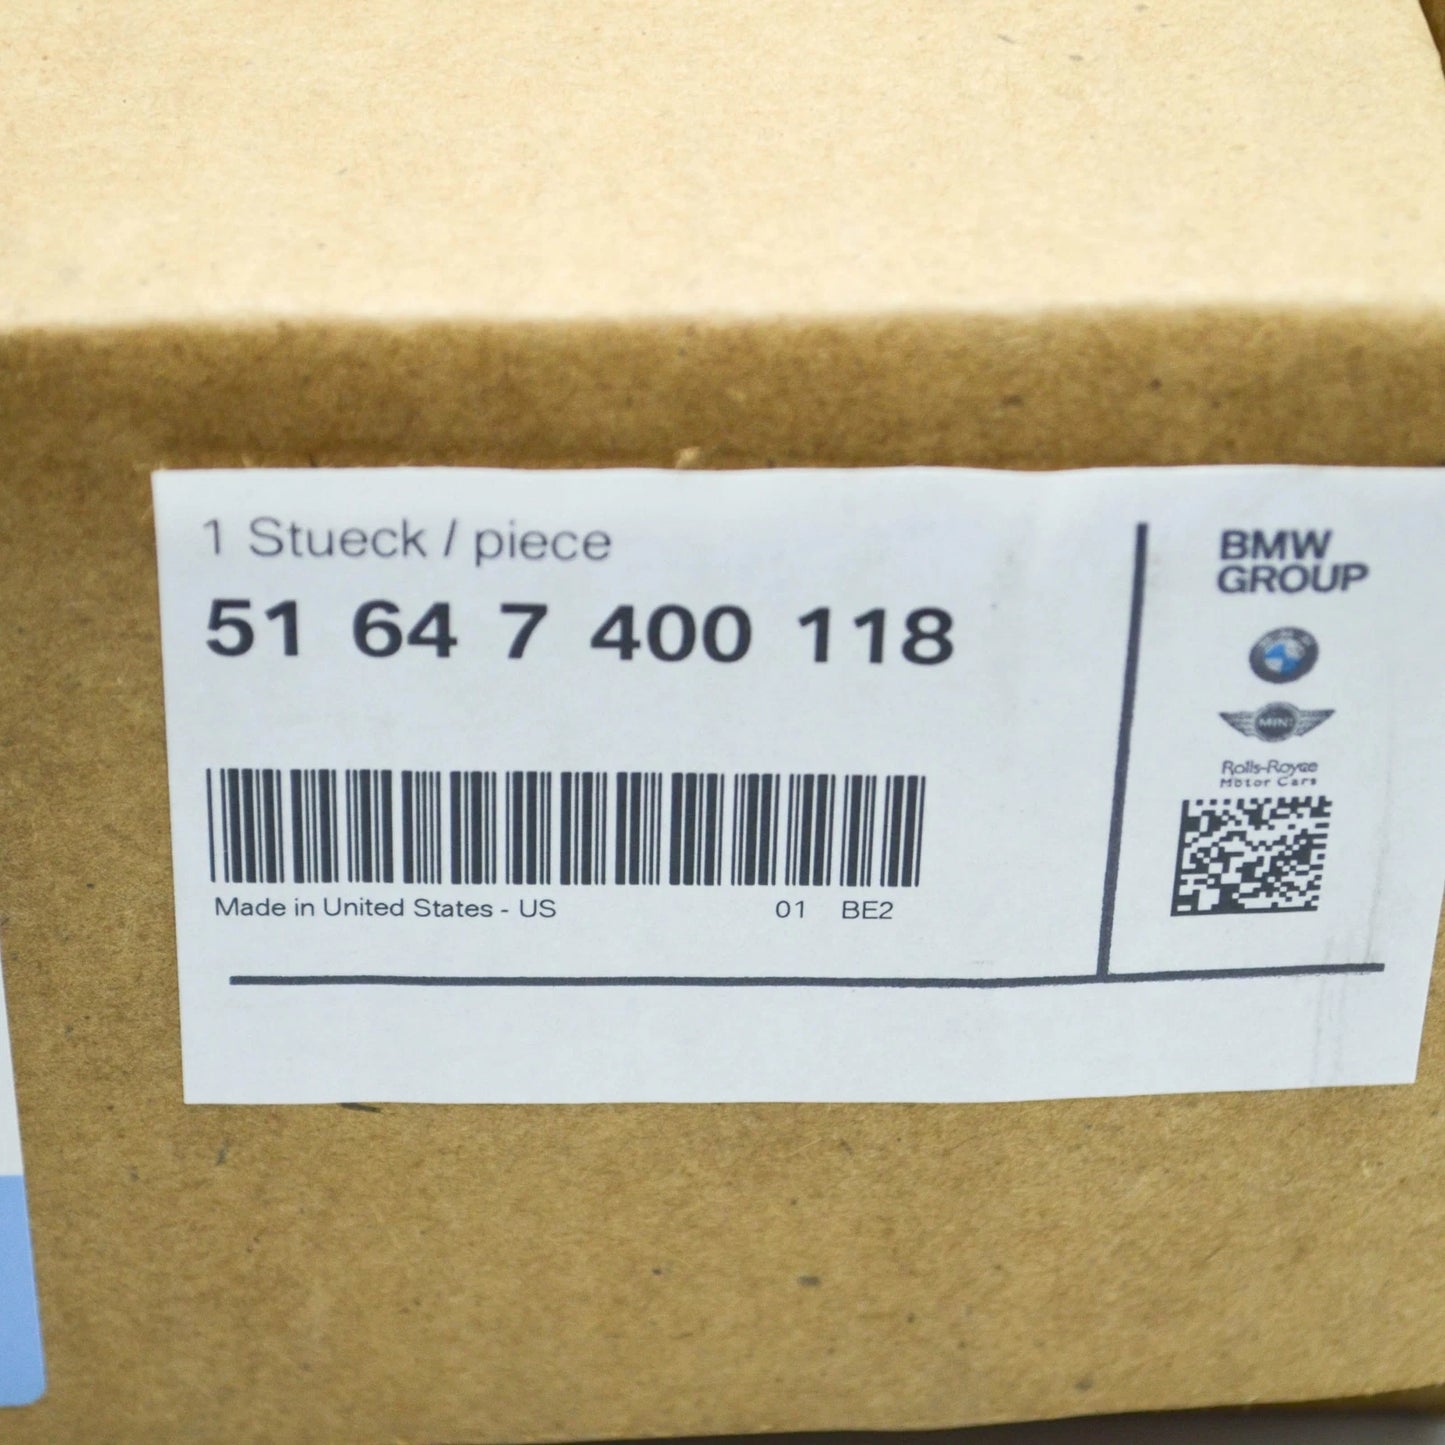 1 Stueck / piece
51 64 7 400 118
Made in United States - US 01 BE2
BMW
GROUP
MINI
Rolls-Royce
Motor Cars